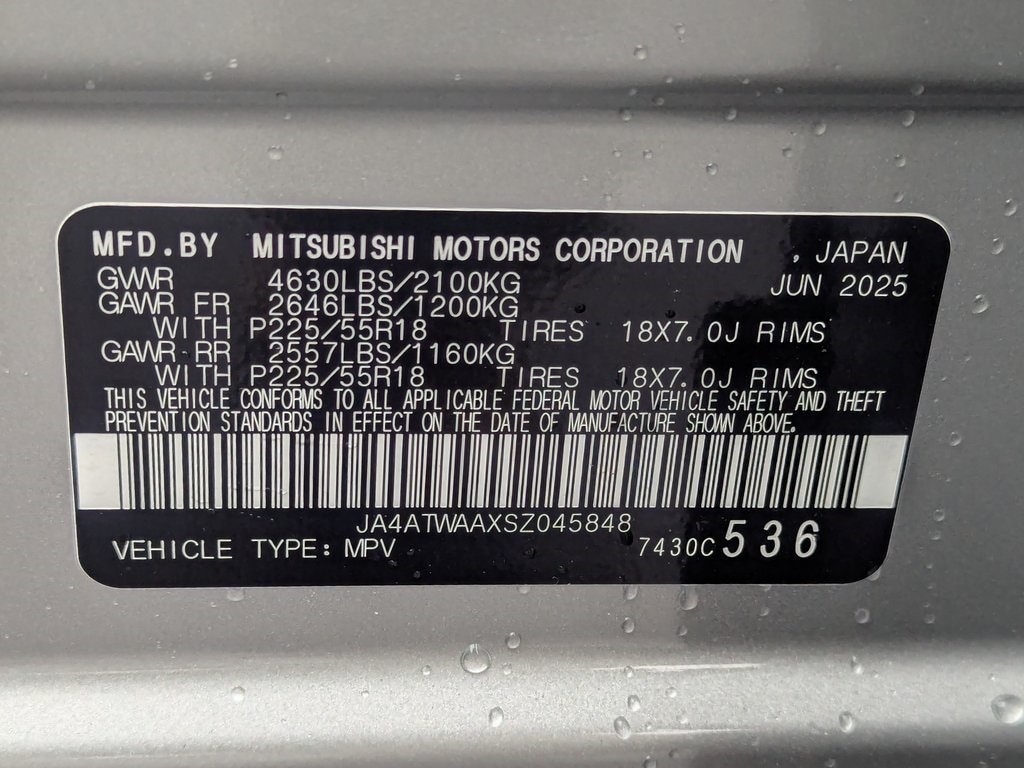 MFD.BY MITSUBISHI MOTORS CORPORATION , JAPAN
GVWR 4630LBS/2100KG JUN 2025
GAWR FR 2646LBS/1200KG
WITH P225/55R18 TIRES 18X7.0J RIMS
GAWR RR 2557LBS/1160KG
WITH P225/55R18 TIRES 18X7.0J RIMS
THIS VEHICLE CONFORMS TO ALL APPLICABLE FEDERAL MOTOR VEHICLE SAFETY AND THEFT
PREVENTION STANDARDS IN EFFECT ON THE DATE OF MANUFACTURE SHOWN ABOVE.
JA4ATWAAXSZ045848
VEHICLE TYPE: MPV 7430C 536